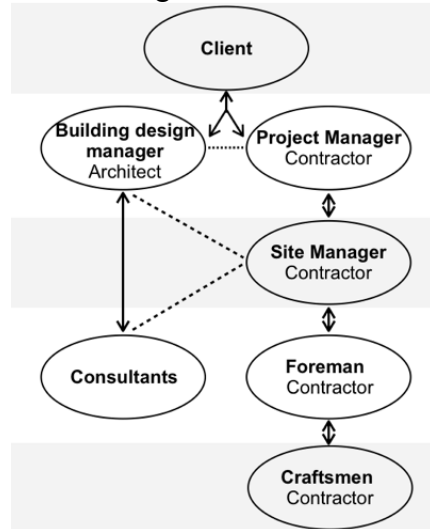 Client
Building design
manager
Architect
Project Manager
Contractor
Site Manager
Contractor
Consultants
Foreman
Contractor
Craftsmen
Contractor